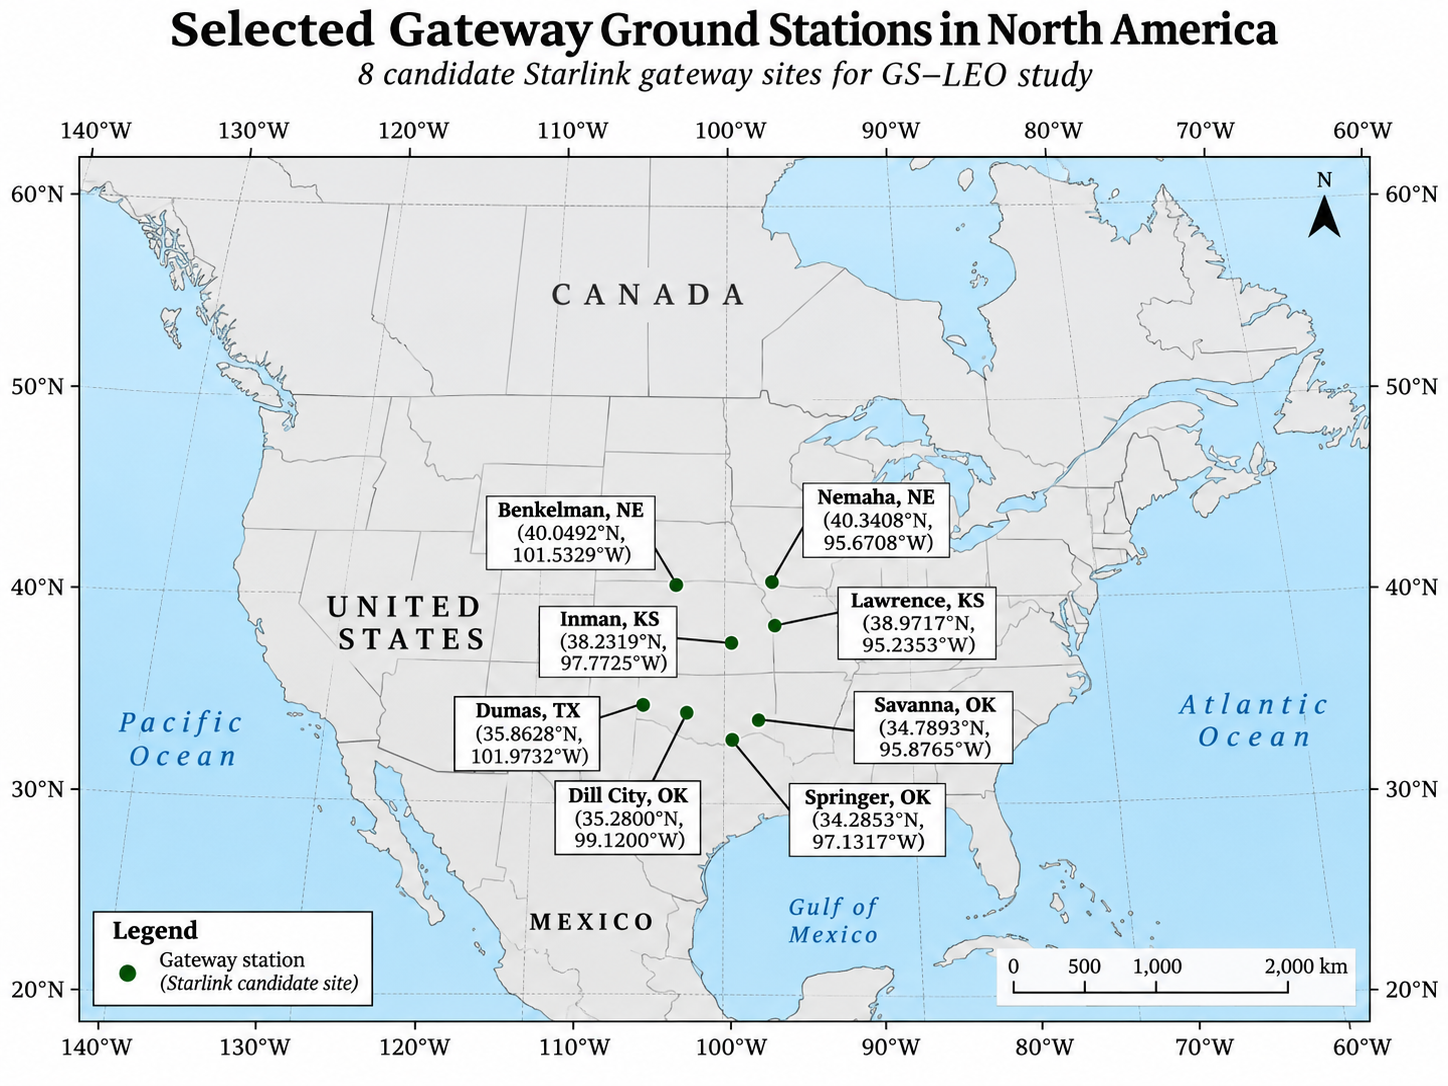 Selected Gateway Ground Stations in North America
8 candidate Starlink gateway sites for GS–LEO study
140°W 130°W 120°W 110°W 100°W 90°W 80°W 70°W 60°W
60°N 60°N
N
CANADA
50°N 50°N
Benkelman, NE
(40.0492°N,
101.5329°W)
Nemaha, NE
(40.3408°N,
95.6708°W)
40°N 40°N
UNITED
STATES
Inman, KS
(38.2319°N,
97.7725°W)
Lawrence, KS
(38.9717°N,
95.2353°W)
Pacific
Ocean
Dumas, TX
(35.8628°N,
101.9732°W)
Savanna, OK
(34.7893°N,
95.8765°W)
Atlantic
Ocean
30°N 30°N
Dill City, OK
(35.2800°N,
99.1200°W)
Springer, OK
(34.2853°N,
97.1317°W)
MEXICO
Gulf of
Mexico
Legend
Gateway station
(Starlink candidate site)
0 500 1,000 2,000 km
20°N 20°N
140°W 130°W 120°W 110°W 100°W 90°W 80°W 70°W 60°W